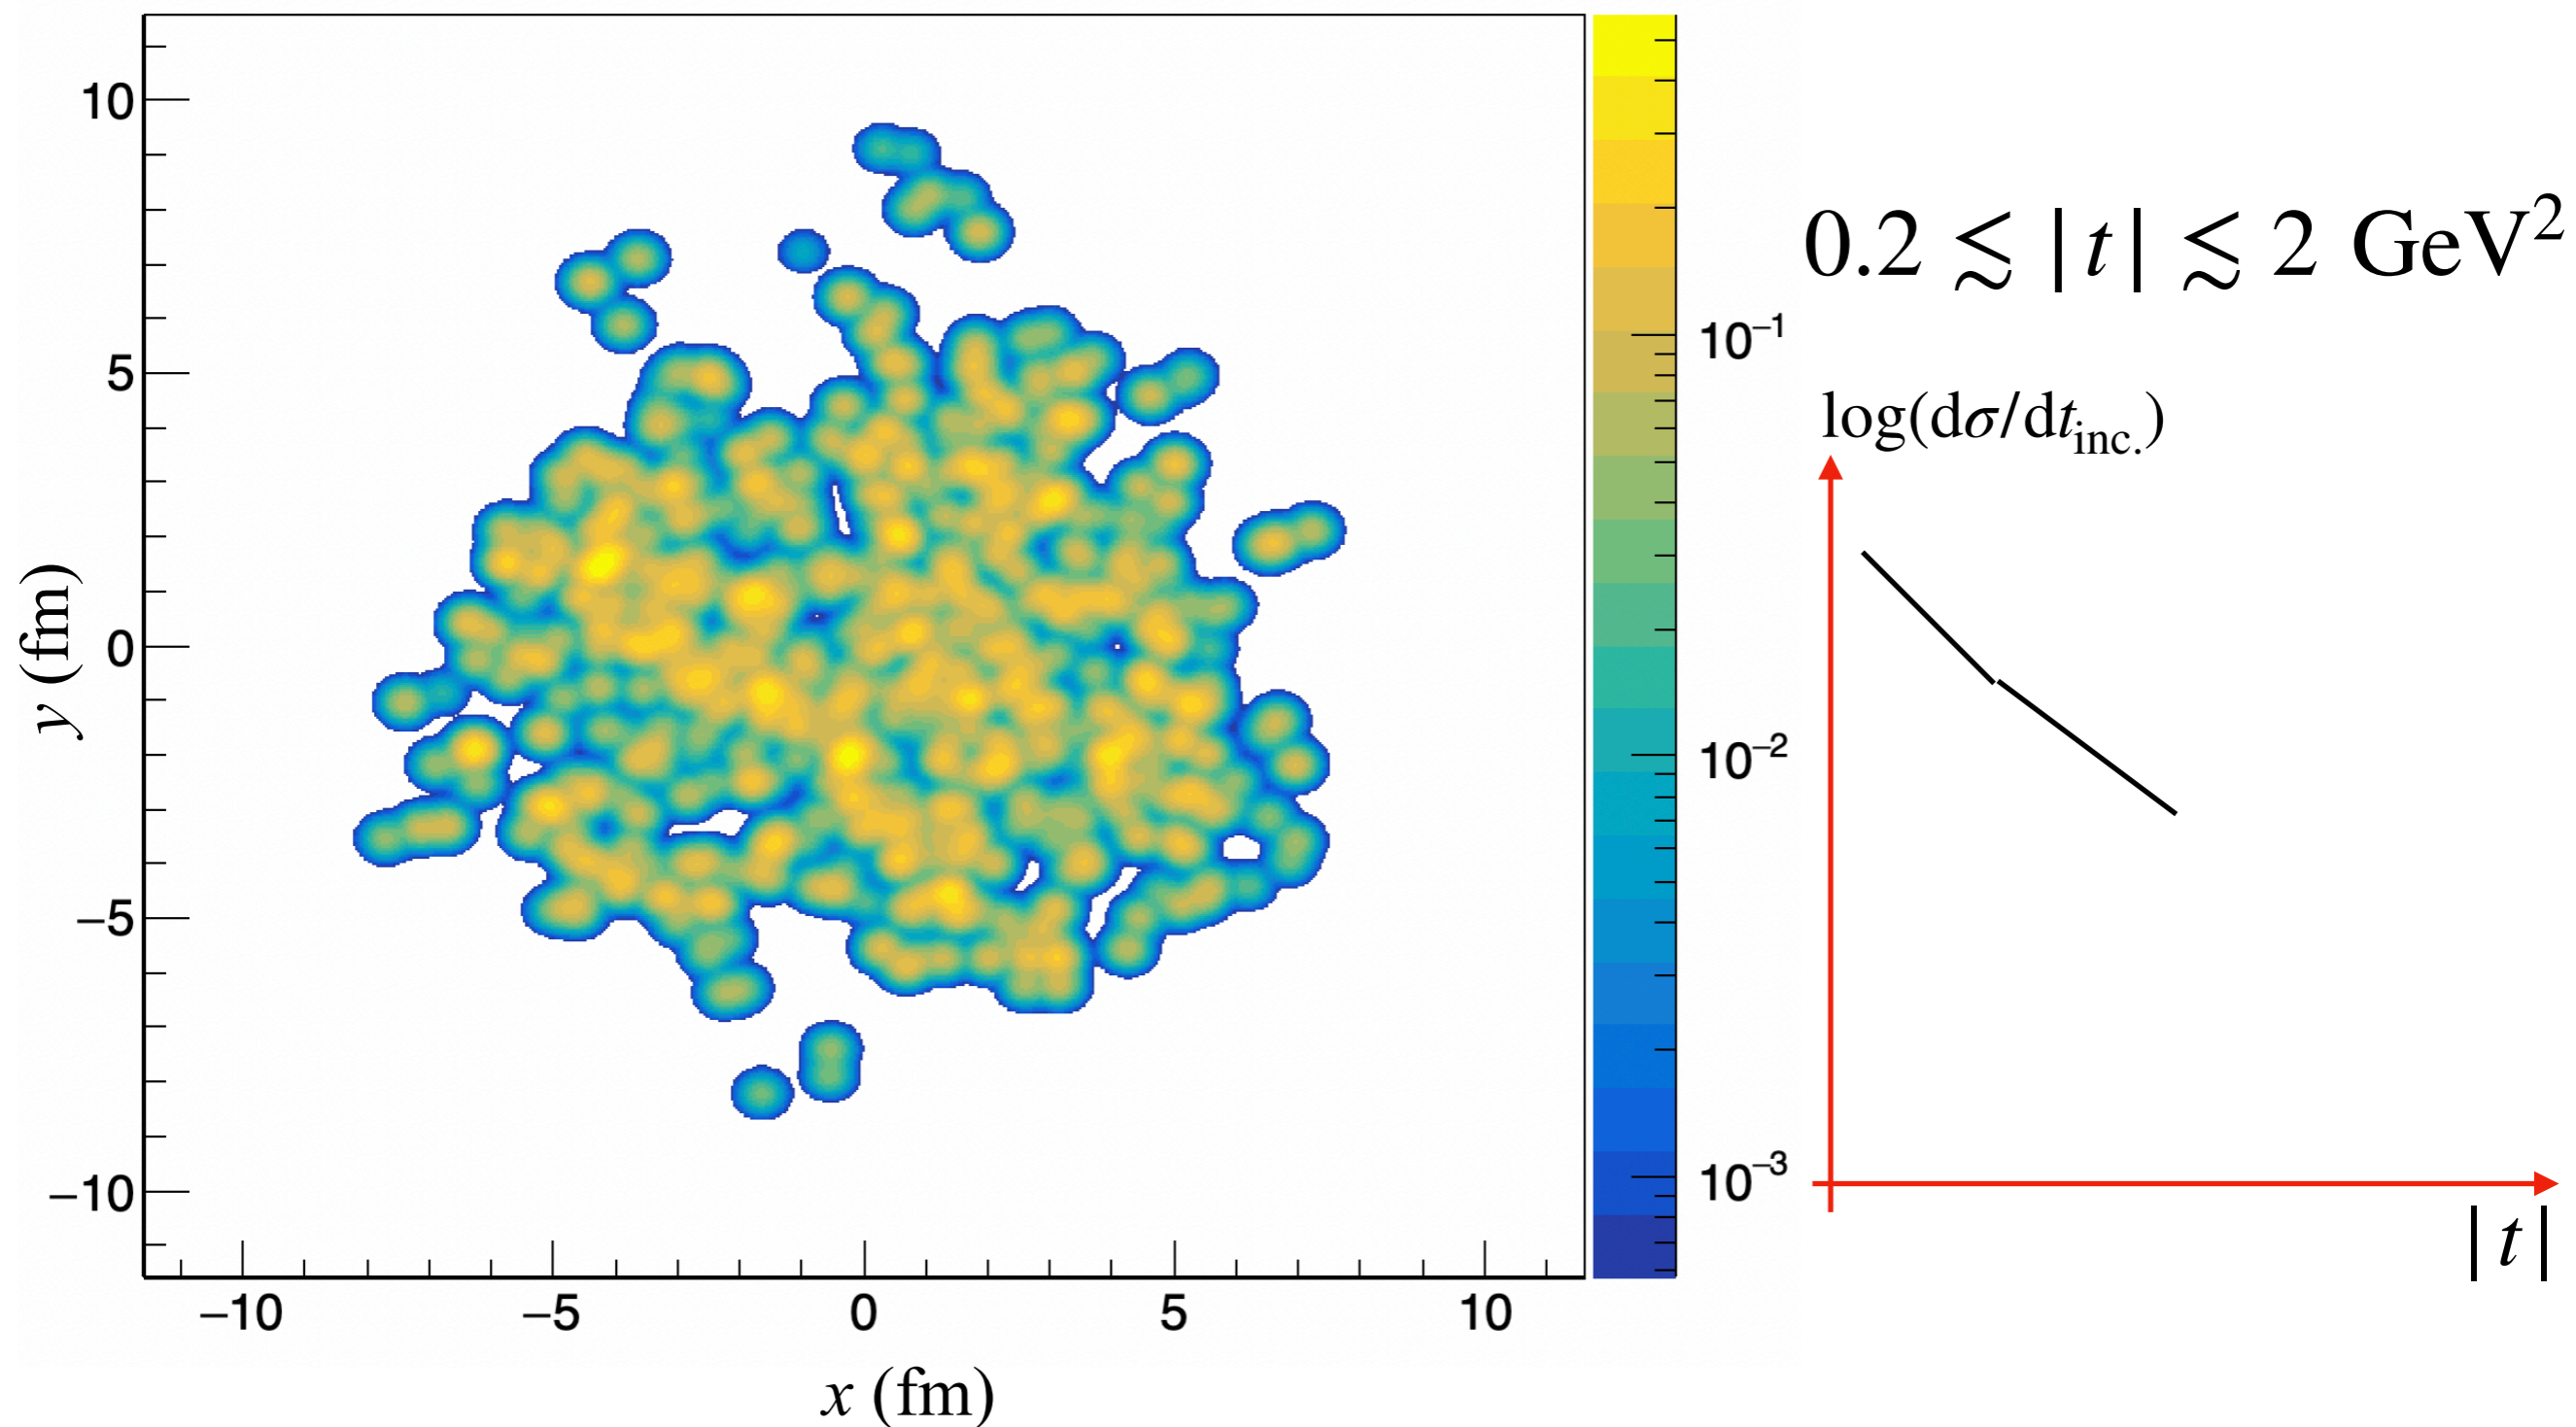 10
5
0
−5
−10
y (fm)
−10 −5 0 5 10
x (fm)
10⁻¹
10⁻²
10⁻³
0.2 ≲ | t | ≲ 2 GeV²
log(dσ/dt_inc.)
| t |